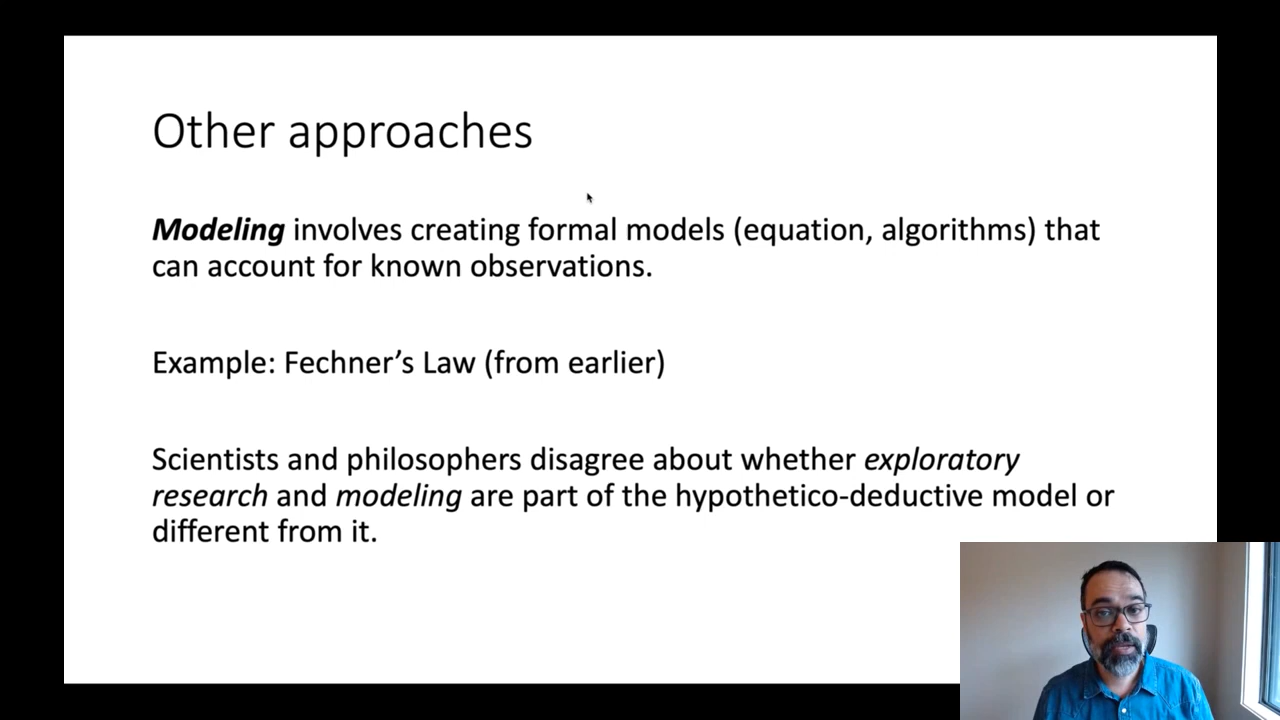 Other approaches
Modeling involves creating formal models (equation, algorithms) that
can account for known observations.
Example: Fechner’s Law (from earlier)
Scientists and philosophers disagree about whether exploratory
research and modeling are part of the hypothetico-deductive model or
different from it.